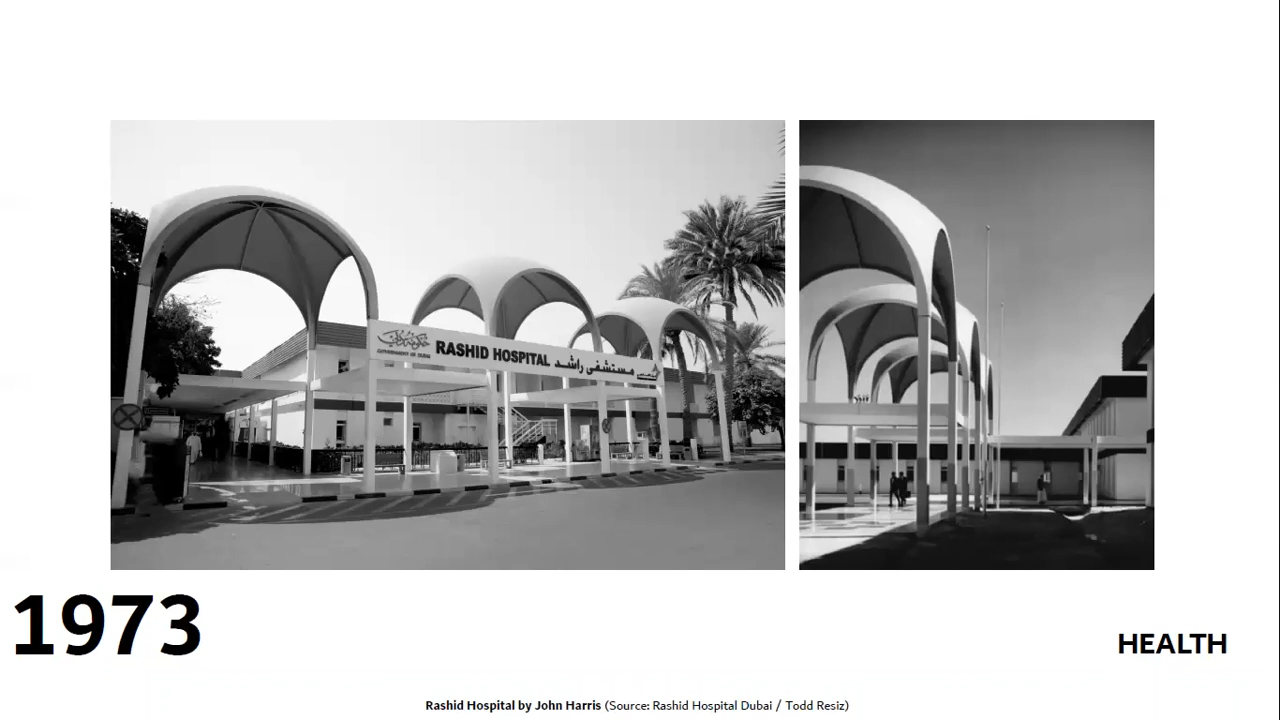 GOVERNMENT OF DUBAI
RASHID HOSPITAL مستشفى راشد
1973
HEALTH
Rashid Hospital by John Harris (Source: Rashid Hospital Dubai / Todd Resiz)